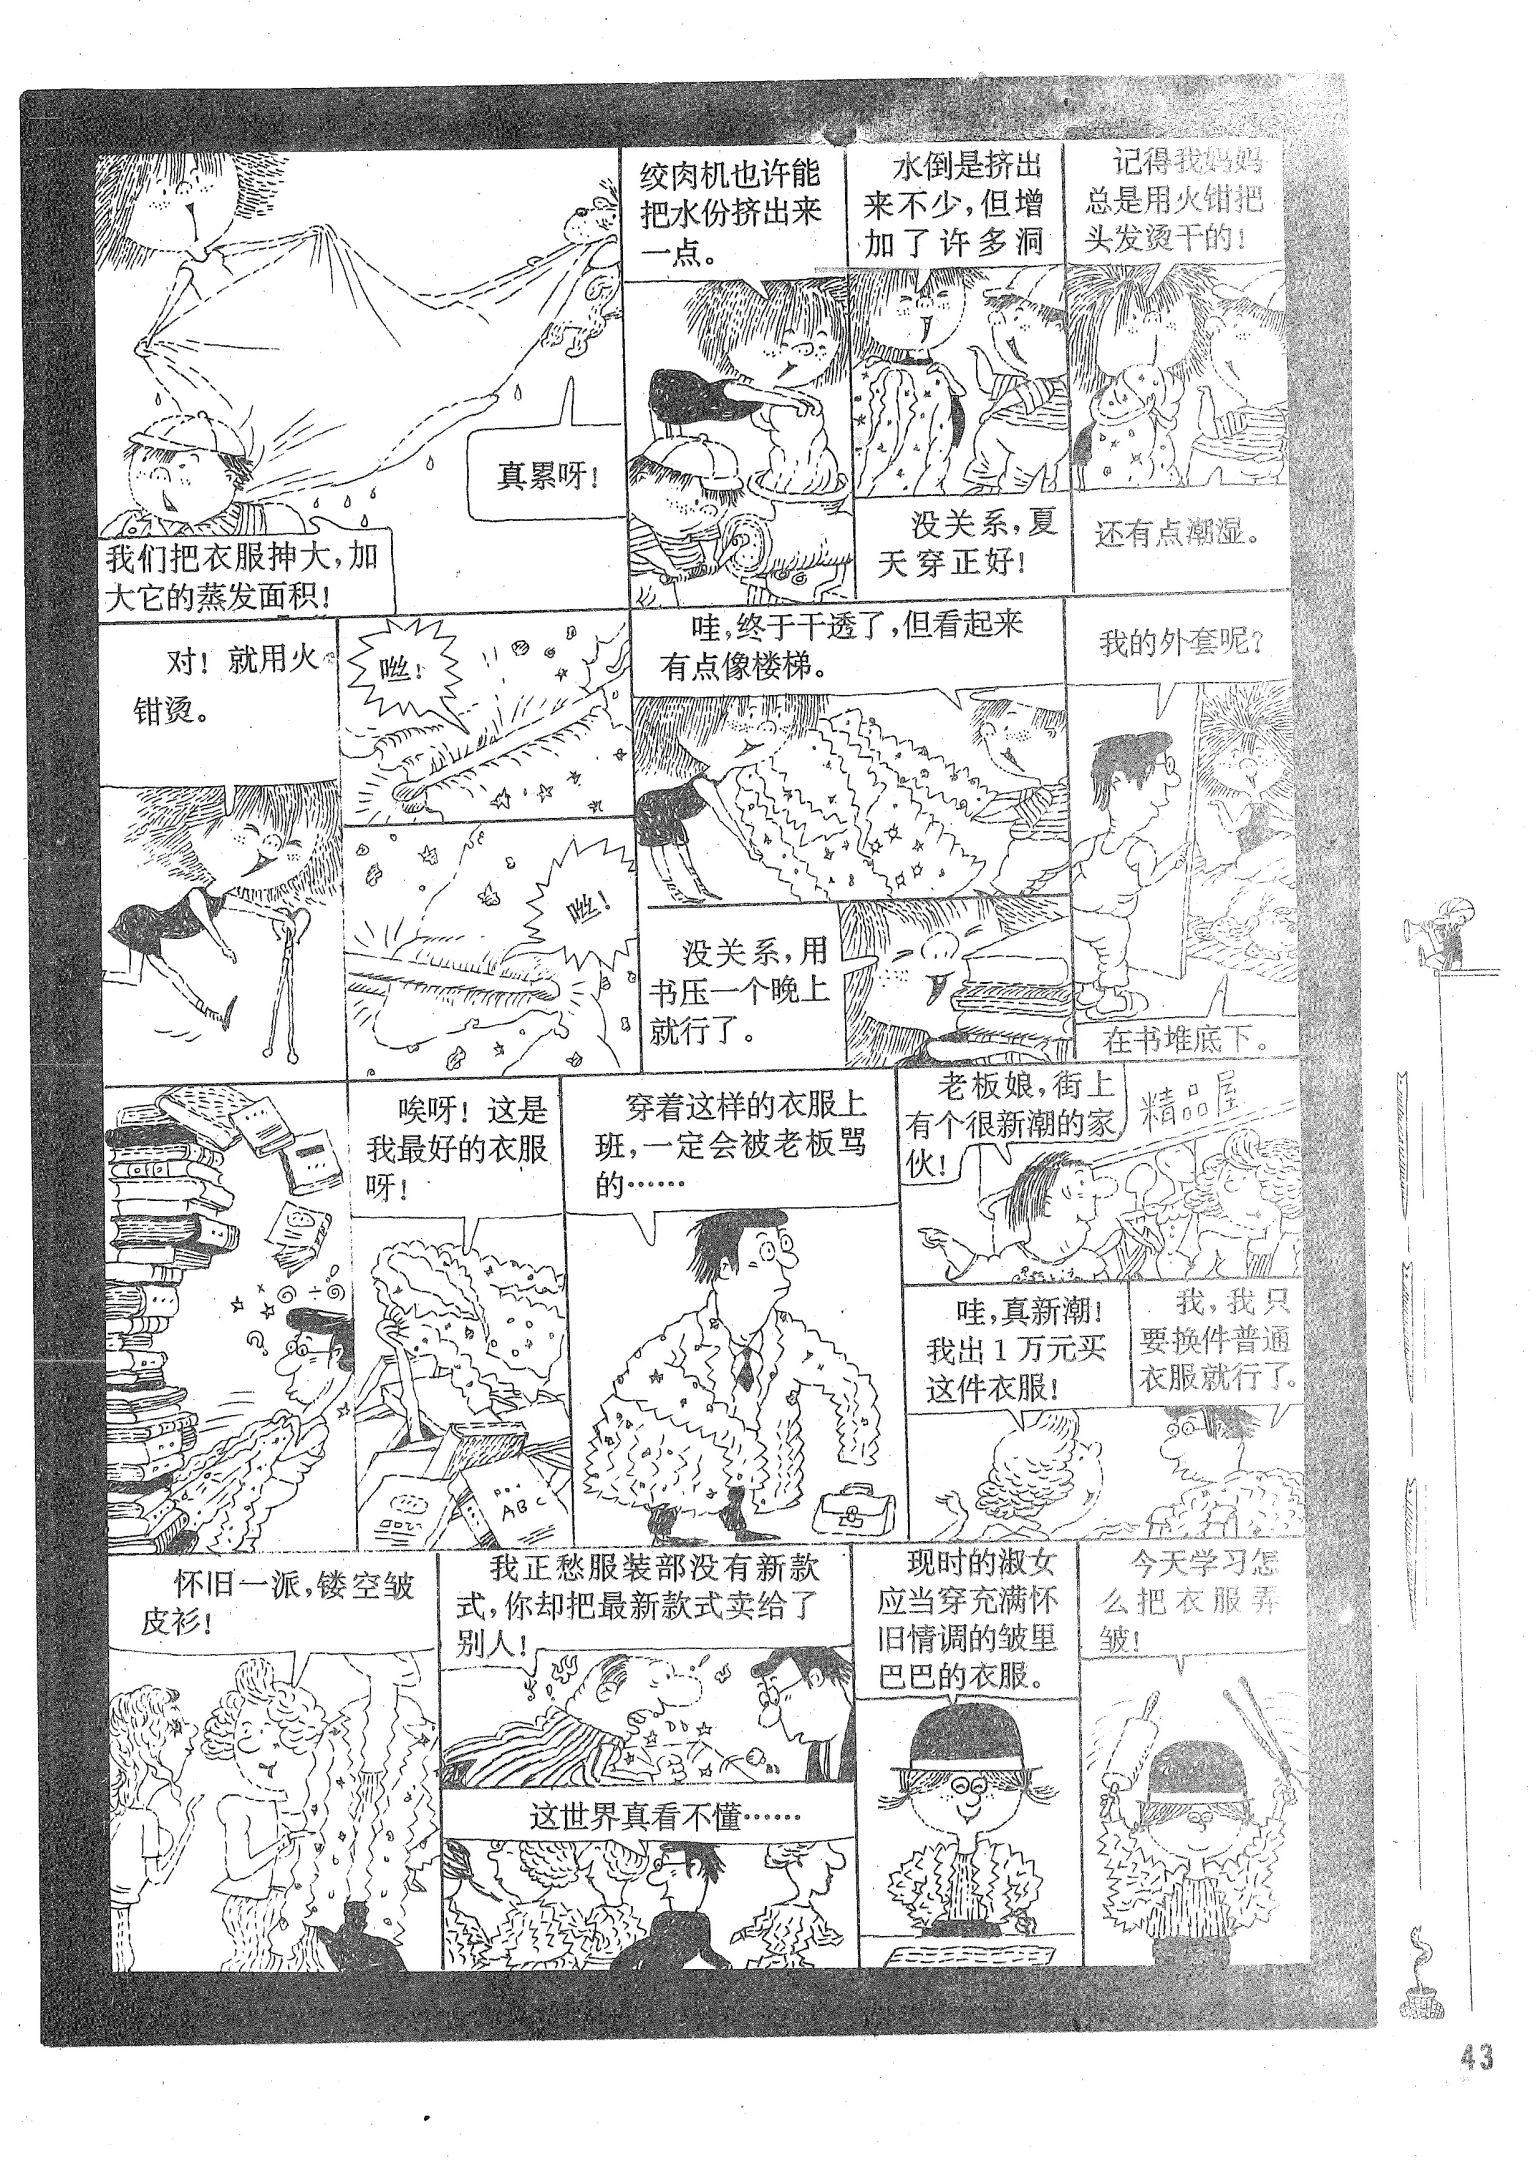 真累呀！
我们把衣服抻大，加
大它的蒸发面积！
绞肉机也许能
把水份挤出来
一点。
水倒是挤出
来不少，但增
加了许多洞
没关系，夏
天穿正好！
记得我妈妈
总是用火钳把
头发烫干的！
还有点潮湿。
对！就用火
钳烫。
咝！
咝！
哇，终于干透了，但看起来
有点像楼梯。
没关系，用
书压一个晚上
就行了。
我的外套呢？
在书堆底下。
唉呀！这是
我最好的衣服
呀！
ABC
穿着这样的衣服上
班，一定会被老板骂
的……
老板娘，街上
有个很新潮的家
伙！
精品屋
哇，真新潮！
我出1万元买
这件衣服！
我，我只
要换件普通
衣服就行了。
怀旧一派，镂空皱
皮衫！
我正愁服装部没有新款
式，你却把最新款式卖给了
别人！
这世界真看不懂……
现时的淑女
应当穿充满怀
旧情调的皱里
巴巴的衣服。
今天学习怎
么把衣服弄
皱！
43